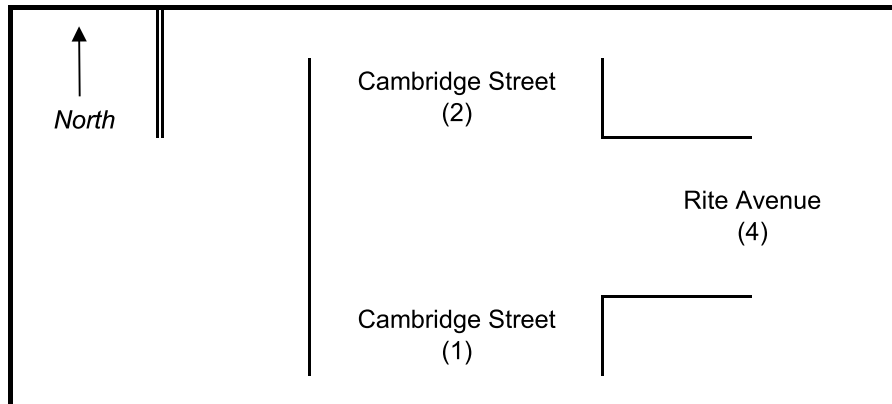 North
Cambridge Street
(2)
Rite Avenue
(4)
Cambridge Street
(1)